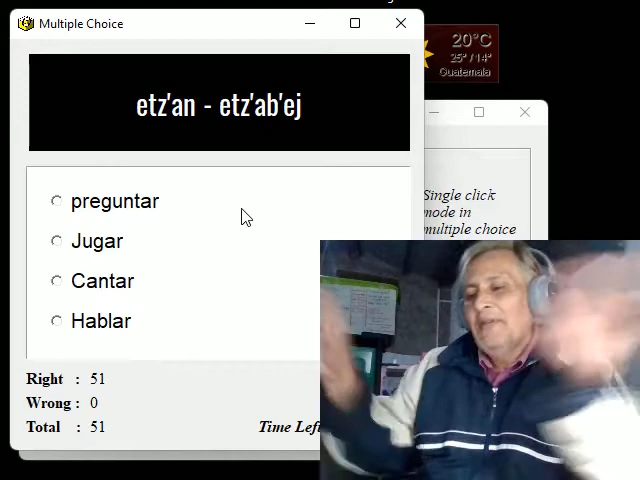 Multiple Choice
20°C
25° / 14°
Guatemala
etz'an - etz'ab'ej
Single click
mode in
multiple choice
preguntar
Jugar
Cantar
Hablar
Right : 51
Wrong : 0
Total : 51
Time Left